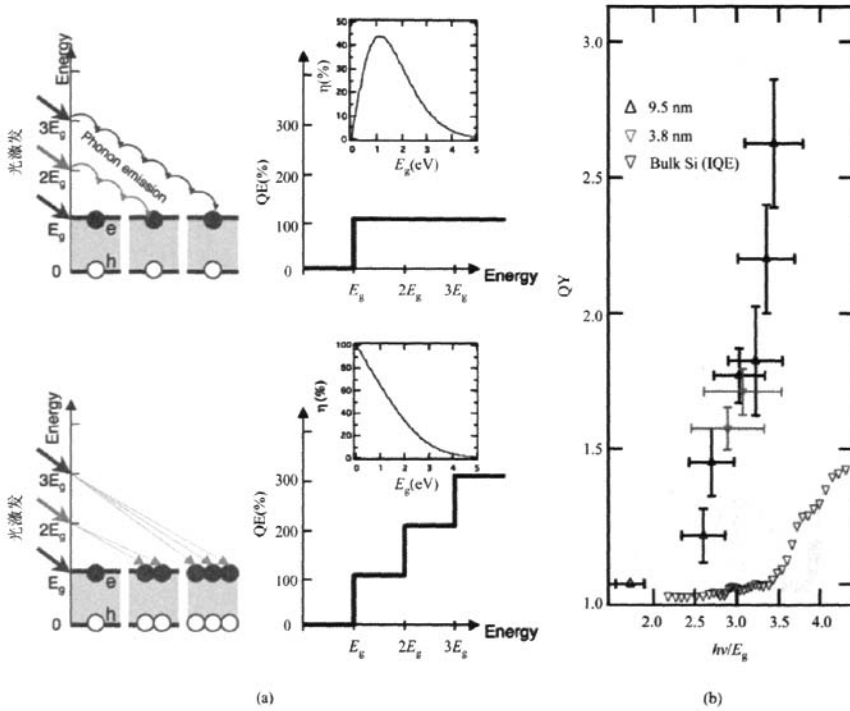 Energy
3Eg
2Eg
Eg
0
光激发
Phonon emission
e
h
QE(%)
400
300
200
100
0
Eg
2Eg
3Eg
Energy
η(%)
50
40
30
20
10
0
0
1
2
3
4
5
Eg(eV)
Energy
3Eg
2Eg
Eg
0
光激发
e
h
QE(%)
400
300
200
100
0
Eg
2Eg
3Eg
Energy
η(%)
100
80
60
40
20
0
0
1
2
3
4
5
Eg(eV)
(a)
QY
3.0
2.5
2.0
1.5
1.0
2.0
2.5
3.0
3.5
4.0
hν/Eg
9.5 nm
3.8 nm
Bulk Si (IQE)
(b)